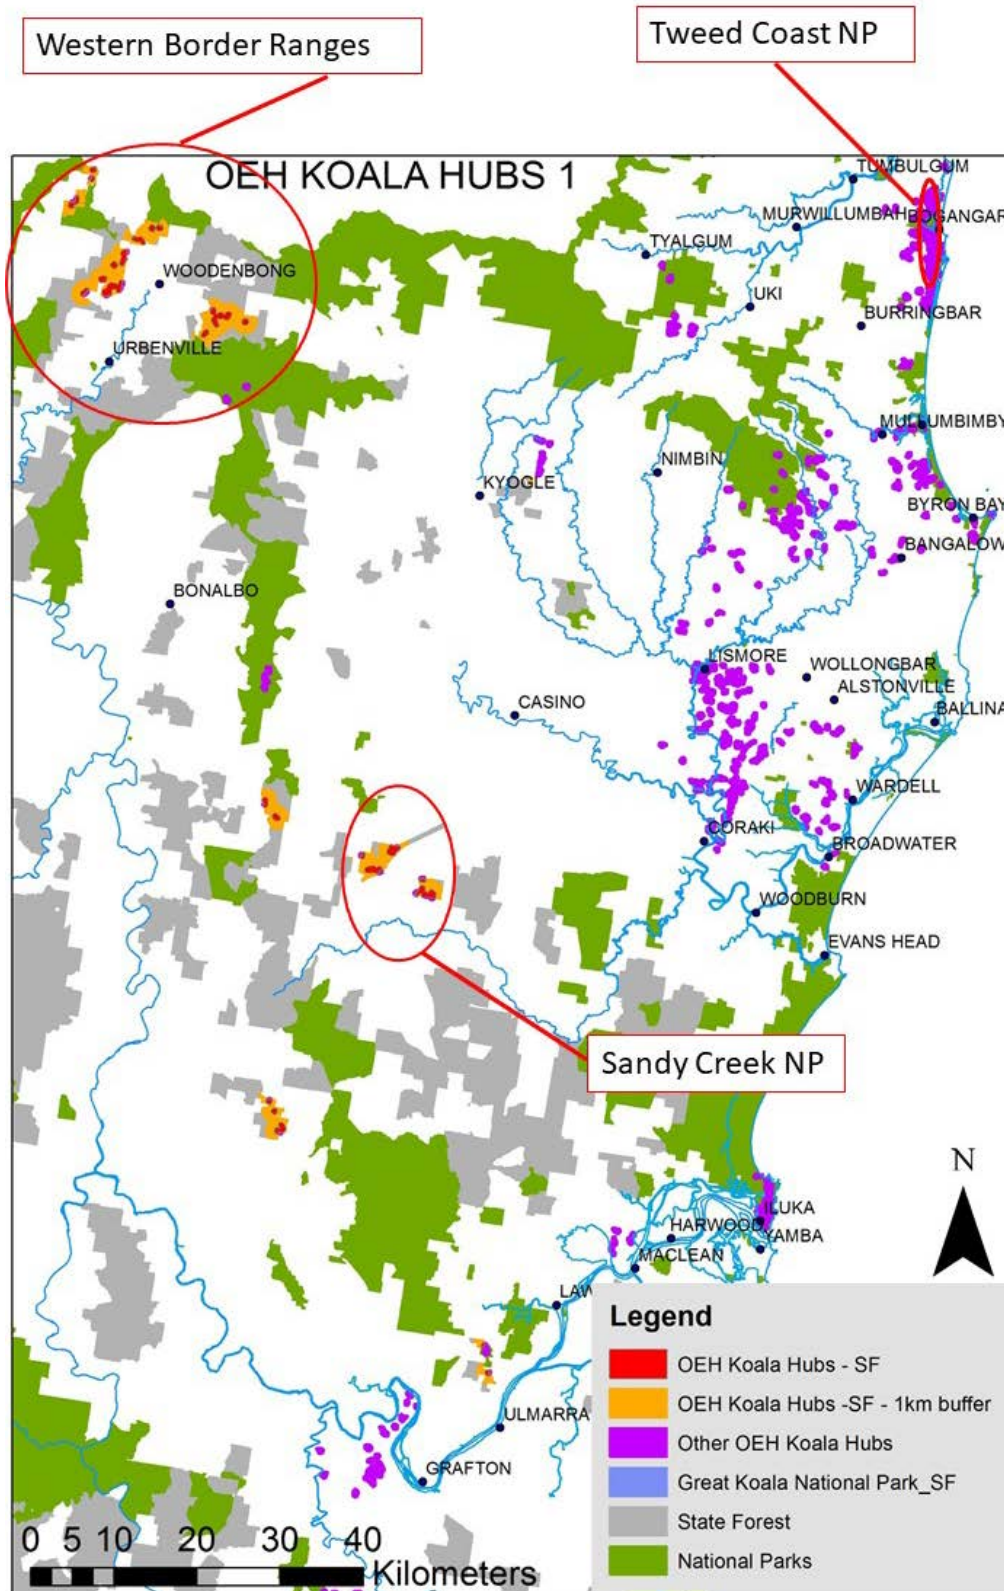 Western Border Ranges
Tweed Coast NP
OEH KOALA HUBS 1
TUMBULGUM
MURWILLUMBAH
BOGANGAR
TYALGUM
WOODENBONG
UKI
BURRINGBAR
URBENVILLE
MULLUMBIMBY
NIMBIN
KYOGLE
BYRON BAY
BANGALOW
BONALBO
LISMORE
WOLLONGBAR
ALSTONVILLE
CASINO
BALLINA
WARDELL
CORAKI
BROADWATER
WOODBURN
EVANS HEAD
Sandy Creek NP
N
ILUKA
HARWOOD
YAMBA
MACLEAN
LAW
Legend
OEH Koala Hubs - SF
OEH Koala Hubs -SF - 1km buffer
Other OEH Koala Hubs
Great Koala National Park_SF
State Forest
National Parks
ULMARRA
GRAFTON
0 5 10 20 30 40
Kilometers